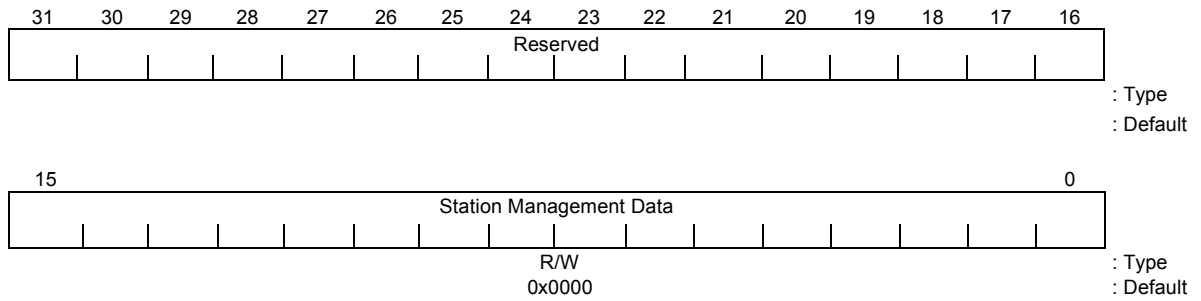 31 30 29 28 27 26 25 24 23 22 21 20 19 18 17 16
Reserved
: Type
: Default
15 0
Station Management Data
R/W : Type
0x0000 : Default